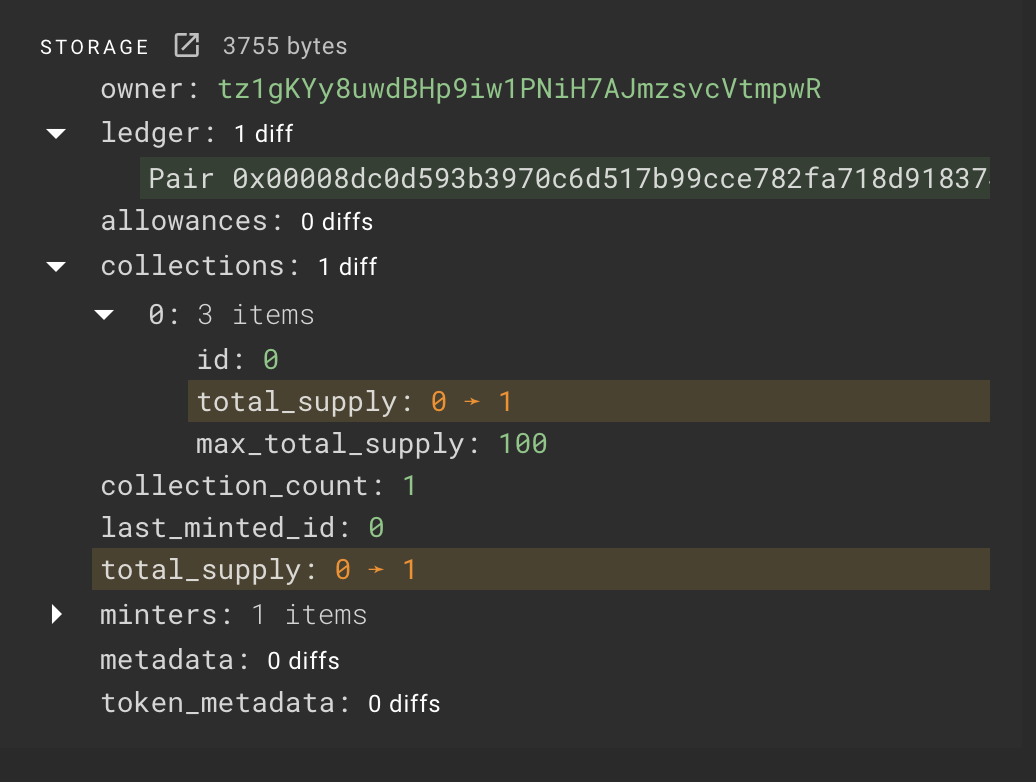 STORAGE 3755 bytes
owner: tz1gKYy8uwdBHp9iw1PNiH7AJmzsvcVtmpwR
ledger: 1 diff
Pair 0x00008dc0d593b3970c6d517b99cce782fa718d91837
allowances: 0 diffs
collections: 1 diff
0: 3 items
id: 0
total_supply: 0 → 1
max_total_supply: 100
collection_count: 1
last_minted_id: 0
total_supply: 0 → 1
minters: 1 items
metadata: 0 diffs
token_metadata: 0 diffs